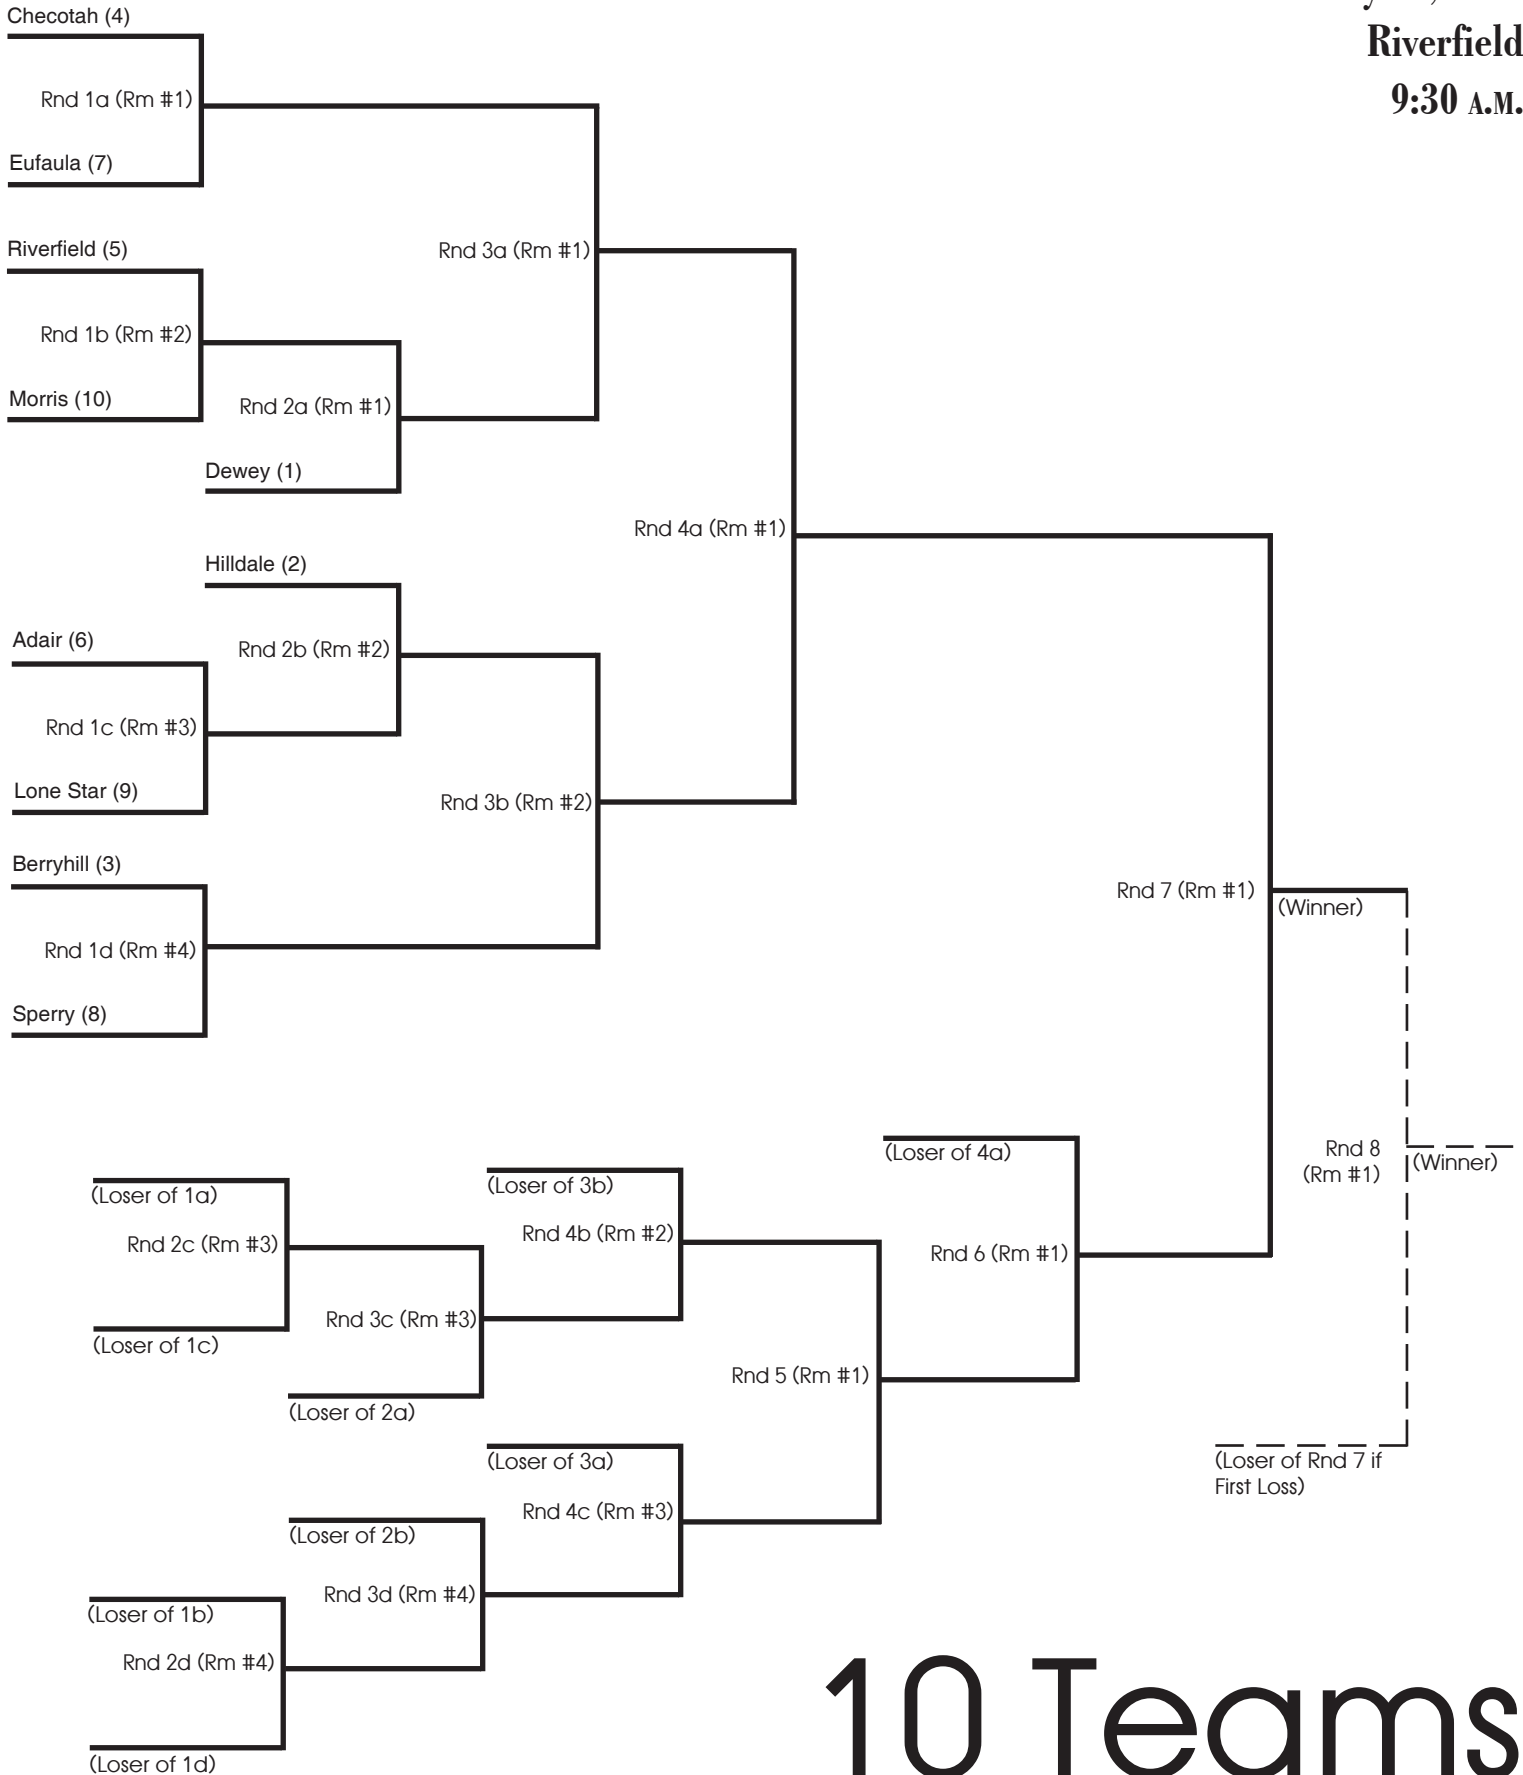 Checotah (4)
Riverfield
Rnd 1a (Rm #1)
9:30 A.M.
Eufaula (7)
Riverfield (5)
Rnd 3a (Rm #1)
Rnd 1b (Rm #2)
Morris (10)
Rnd 2a (Rm #1)
Dewey (1)
Rnd 4a (Rm #1)
Hilldale (2)
Adair (6)
Rnd 2b (Rm #2)
Rnd 1c (Rm #3)
Lone Star (9)
Rnd 3b (Rm #2)
Berryhill (3)
Rnd 7 (Rm #1)
(Winner)
Rnd 1d (Rm #4)
Sperry (8)
(Loser of 4a)
Rnd 8
(Rm #1)
(Winner)
(Loser of 3b)
(Loser of 1a)
Rnd 4b (Rm #2)
Rnd 2c (Rm #3)
Rnd 6 (Rm #1)
Rnd 3c (Rm #3)
(Loser of 1c)
Rnd 5 (Rm #1)
(Loser of 2a)
(Loser of 3a)
(Loser of Rnd 7 if
First Loss)
Rnd 4c (Rm #3)
(Loser of 2b)
Rnd 3d (Rm #4)
(Loser of 1b)
Rnd 2d (Rm #4)
10 Teams
(Loser of 1d)